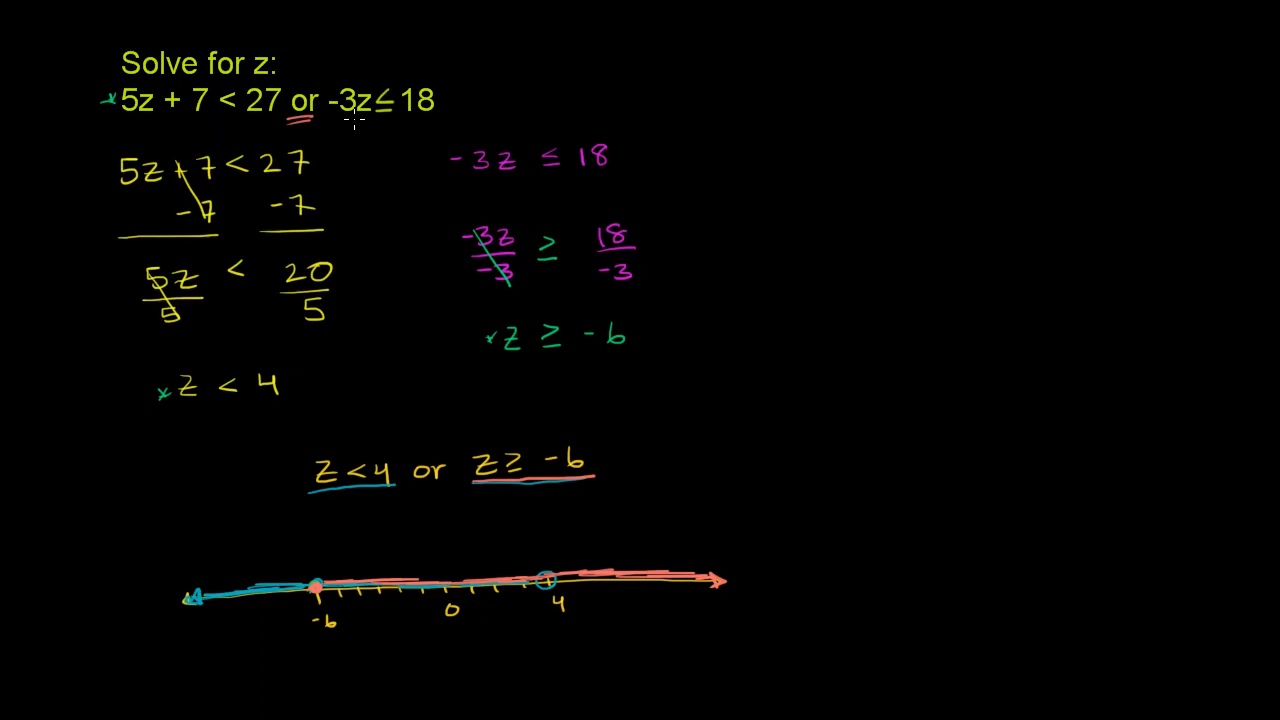 Solve for z:
*5z + 7 < 27 or -3z ≤ 18
5z + 7 < 27
-7 -7
5z < 20
5 5
*z < 4
-3z ≤ 18
-3z ≥ 18
-3 -3
*z ≥ -6
z < 4 or z ≥ -6
-6 0 4